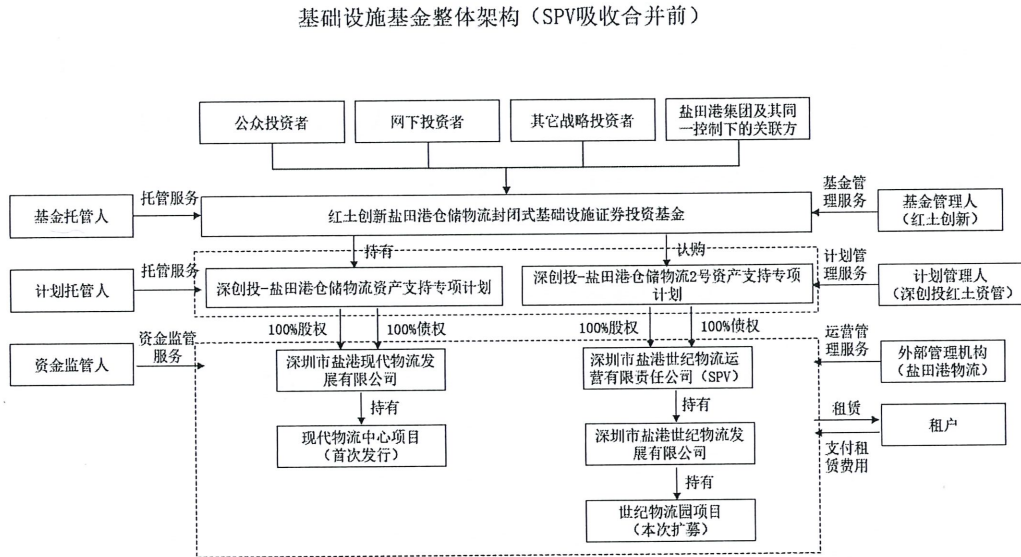 基础设施基金整体架构（SPV吸收合并前）
公众投资者
网下投资者
其它战略投资者
盐田港集团及其同
一控制下的关联方
基金托管人
托管服务
红土创新盐田港仓储物流封闭式基础设施证券投资基金
基金管
理服务
基金管理人
（红土创新）
持有
认购
计划托管人
托管服务
深创投-盐田港仓储物流资产支持专项计划
深创投-盐田港仓储物流2号资产支持专项
计划
计划管
理服务
计划管理人
（深创投红土资管）
100%股权
100%债权
100%股权
100%债权
资金监管人
资金监管
服务
深圳市盐港现代物流发
展有限公司
深圳市盐港世纪物流运
营有限责任公司（SPV）
运营管
理服务
外部管理机构
（盐田港物流）
持有
持有
租赁
租户
支付租
赁费用
现代物流中心项目
（首次发行）
深圳市盐港世纪物流发
展有限公司
持有
世纪物流园项目
（本次扩募）